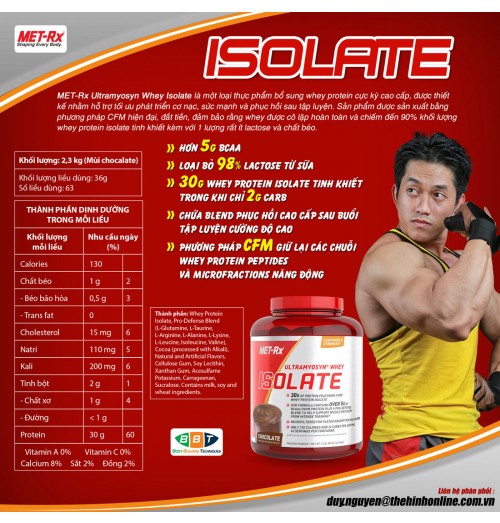 MET-Rx
Shaping Every Body.
ISOLATE
MET-Rx Ultramyosyn Whey Isolate là một loại thực phẩm bổ sung whey protein cực kỳ cao cấp, được thiết
kế nhằm hỗ trợ tối ưu phát triển cơ nạc, sức mạnh và phục hồi sau tập luyện. Sản phẩm được sản xuất bằng
phương pháp CFM hiện đại, đắt tiền, đảm bảo rằng whey được cô lập hoàn toàn và chiếm đến 90% khối lượng
whey protein isolate tinh khiết kèm với 1 lượng rất ít lactose và chất béo.
HƠN 5G BCAA
LOẠI BỎ 98% LACTOSE TỪ SỮA
30G WHEY PROTEIN ISOLATE TINH KHIẾT
TRONG KHI CHỈ 2G CARB
CHỨA BLEND PHỤC HỒI CAO CẤP SAU BUỔI
TẬP LUYỆN CƯỜNG ĐỘ CAO
PHƯƠNG PHÁP CFM GIỮ LẠI CÁC CHUỖI
WHEY PROTEIN PEPTIDES
VÀ MICROFRACTIONS NĂNG ĐỘNG
Khối lượng: 2,3 kg (Mùi chocalate)
Khối lượng liều dùng: 36g
Số liều dùng: 63
THÀNH PHẦN DINH DƯỠNG
TRONG MỖI LIỀU
Khối lượng mỗi liều Nhu cầu ngày (%)
Calories 130
Chất béo 1 g 2
- Béo bão hòa 0,5 g 3
- Trans fat 0
Cholesterol 15 mg 6
Natri 110 mg 5
Kali 200 mg 6
Tinh bột 2 g 1
- Chất xơ 1 g 4
- Đường < 1 g
Protein 30 g 60
Vitamin A 0% Vitamin C 0%
Calcium 8% Sắt 2% Đồng 2%
Thành phần: Whey Protein
Isolate, Pro-Defense Blend
(L-Glutamine, L-Taurine,
L-Arginine, L-Alanine, L-Lysine,
L-Leucine, Isoleucine, Valine),
Cocoa (processed with Alkali),
Natural and Artificial Flavors,
Cellulose Gum, Soy Lecithin,
Xanthan Gum, Acesulfame
Potassium, Carrageenan,
Sucralose. Contains milk, soy and
wheat ingredients.
BBT
BODY BUILDING TECHNIQUES
MET-Rx
ULTRAMYOSYN® WHEY
ISOLATE
CHOCOLATE
Liên hệ phân phối :
duy.nguyen@thehinhonline.com.vn